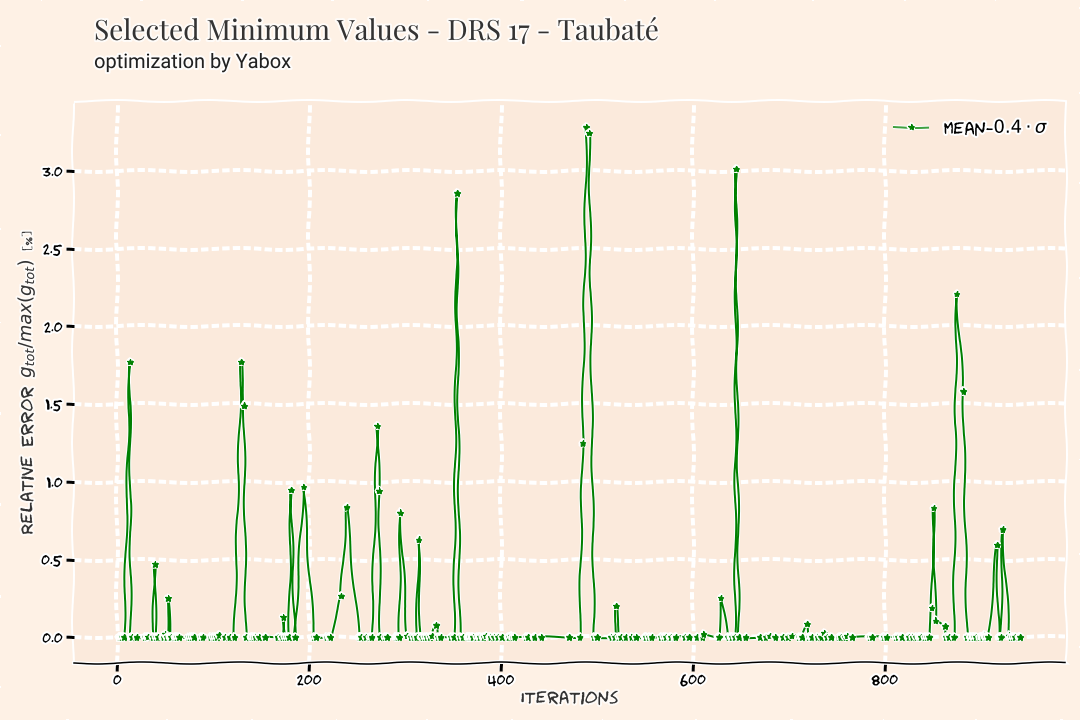 Selected Minimum Values - DRS 17 - Taubaté
optimization by Yabox
MEAN-0.4 · σ
RELATIVE ERROR g_tot/max(g_tot) [%]
3.0
2.5
2.0
1.5
1.0
0.5
0.0
0 200 400 600 800
ITERATIONS